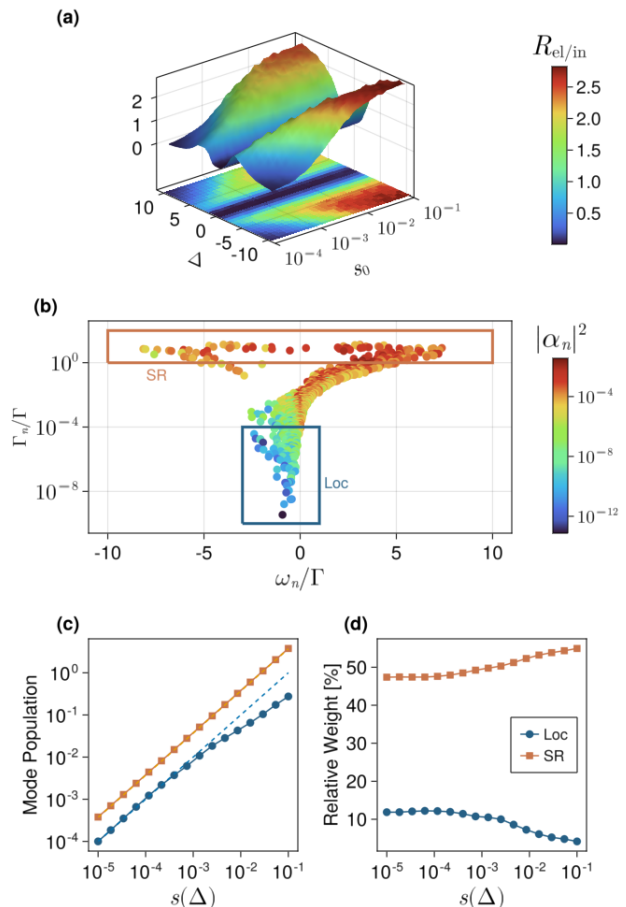 (a)
R_el/in
2
1
0
2.5
2.0
1.5
1.0
0.5
10
5
0
-5
-10
Δ
10^-4
10^-3
10^-2
10^-1
s_0
(b)
|α_n|^2
SR
Γ_n/Γ
10^0
10^-4
10^-8
Loc
10^-4
10^-8
10^-12
-10
-5
0
5
10
ω_n/Γ
(c)
(d)
Mode Population
10^0
10^-1
10^-2
10^-3
10^-4
10^-5
10^-4
10^-3
10^-2
10^-1
s(Δ)
Relative Weight [%]
50
40
30
20
10
Loc
SR
10^-5
10^-4
10^-3
10^-2
10^-1
s(Δ)